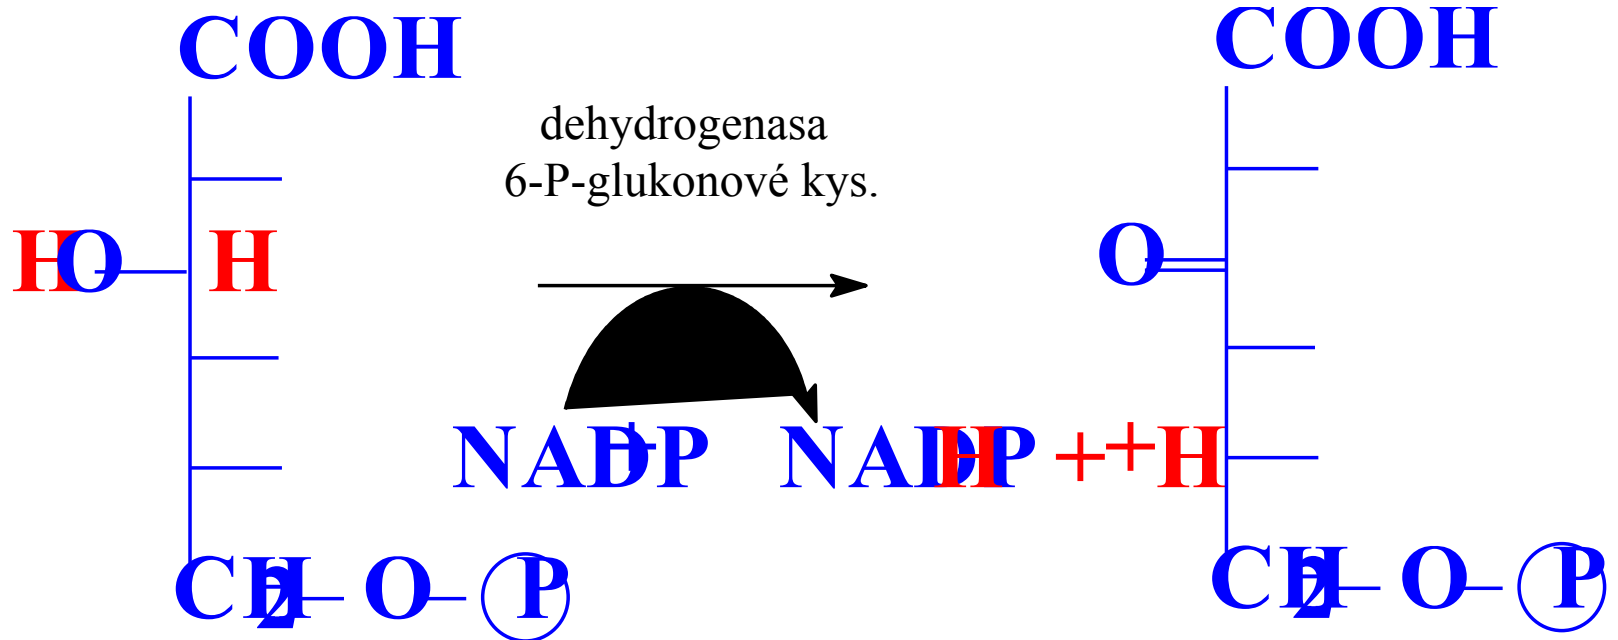 COOH
COOH
dehydrogenasa
6-P-glukonové kys.
HO H
O
NADP+ NADPH + H+
CH2 O P
CH2 O P